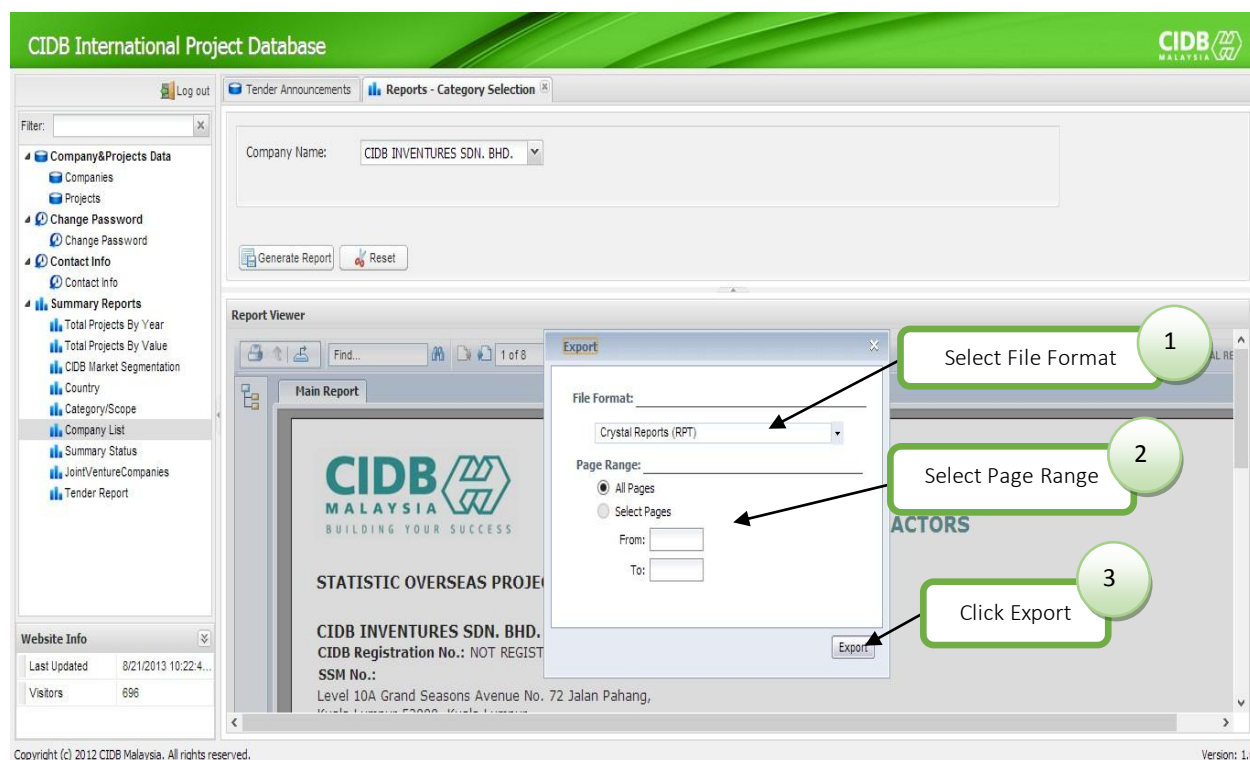 CIDB International Project Database
CIDB
MALAYSIA
Log out
Tender Announcements
Reports - Category Selection
Filter:
Company&Projects Data
Companies
Projects
Change Password
Change Password
Contact Info
Contact Info
Summary Reports
Total Projects By Year
Total Projects By Value
CIDB Market Segmentation
Country
Category/Scope
Company List
Summary Status
JointVentureCompanies
Tender Report
Website Info
Last Updated 8/21/2013 10:22:4...
Visitors 696
Company Name: CIDB INVENTURES SDN. BHD.
Generate Report Reset
Report Viewer
Find... 1 of 8
Main Report
CIDB
MALAYSIA
BUILDING YOUR SUCCESS
ACTORS
STATISTIC OVERSEAS PROJE
CIDB INVENTURES SDN. BHD.
CIDB Registration No.: NOT REGIST
SSM No.:
Level 10A Grand Seasons Avenue No. 72 Jalan Pahang,
Export
File Format:
Crystal Reports (RPT)
Page Range:
All Pages
Select Pages
From:
To:
Export
Select File Format
1
Select Page Range
2
Click Export
3
AL RE
Copyright (c) 2012 CIDB Malaysia. All rights reserved.
Version: 1.